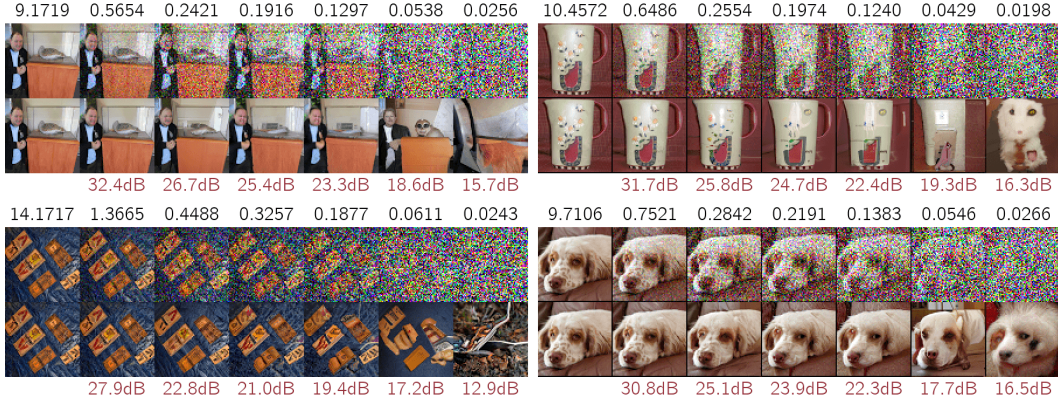 9.1719 0.5654 0.2421 0.1916 0.1297 0.0538 0.0256
32.4dB 26.7dB 25.4dB 23.3dB 18.6dB 15.7dB
10.4572 0.6486 0.2554 0.1974 0.1240 0.0429 0.0198
31.7dB 25.8dB 24.7dB 22.4dB 19.3dB 16.3dB
14.1717 1.3665 0.4488 0.3257 0.1877 0.0611 0.0243
27.9dB 22.8dB 21.0dB 19.4dB 17.2dB 12.9dB
9.7106 0.7521 0.2842 0.2191 0.1383 0.0546 0.0266
30.8dB 25.1dB 23.9dB 22.3dB 17.7dB 16.5dB